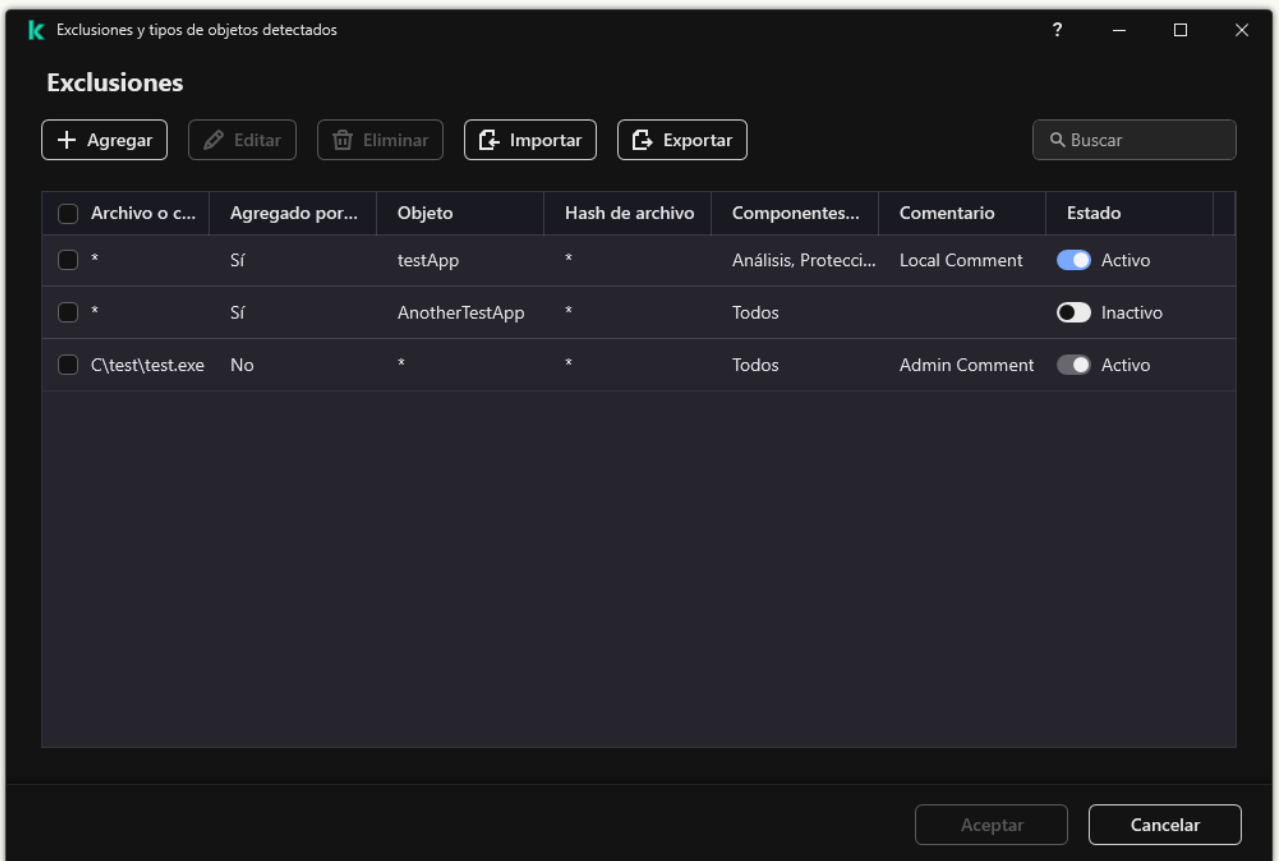 Exclusiones y tipos de objetos detectados ?
Exclusiones
Agregar Editar Eliminar Importar Exportar Buscar
Archivo o c... Agregado por... Objeto Hash de archivo Componentes... Comentario Estado
* Sí testApp * Análisis, Protecci... Local Comment Activo
* Sí AnotherTestApp * Todos Inactivo
C\test\test.exe No * * Todos Admin Comment Activo
Aceptar Cancelar